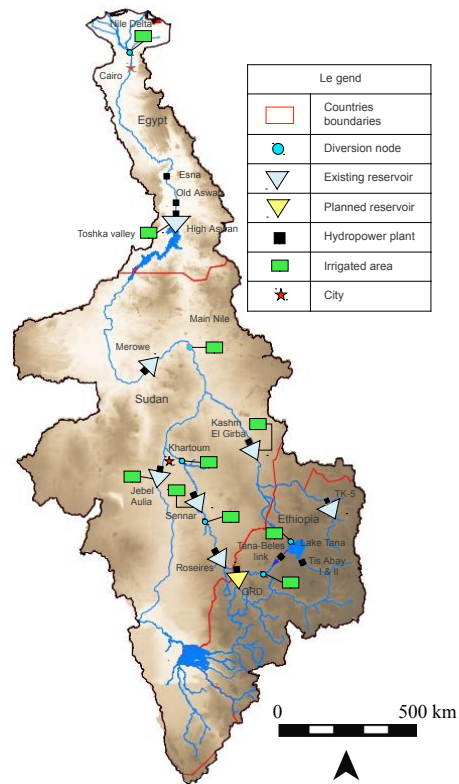 Nile Delta
Cairo
Egypt
Esna
Old Aswan
High Aswan
Toshka valley
Main Nile
Merowe
Sudan
Kashm
El Girba
Khartoum
Jebel
Aulia
Sennar
TK-5
Ethiopia
Lake Tana
Tana-Beles
link
Tis Abay
I & II
Roseires
GRD
Le gend
Countries
boundaries
Diversion node
Existing reservoir
Planned reservoir
Hydropower plant
Irrigated area
City
0 500 km